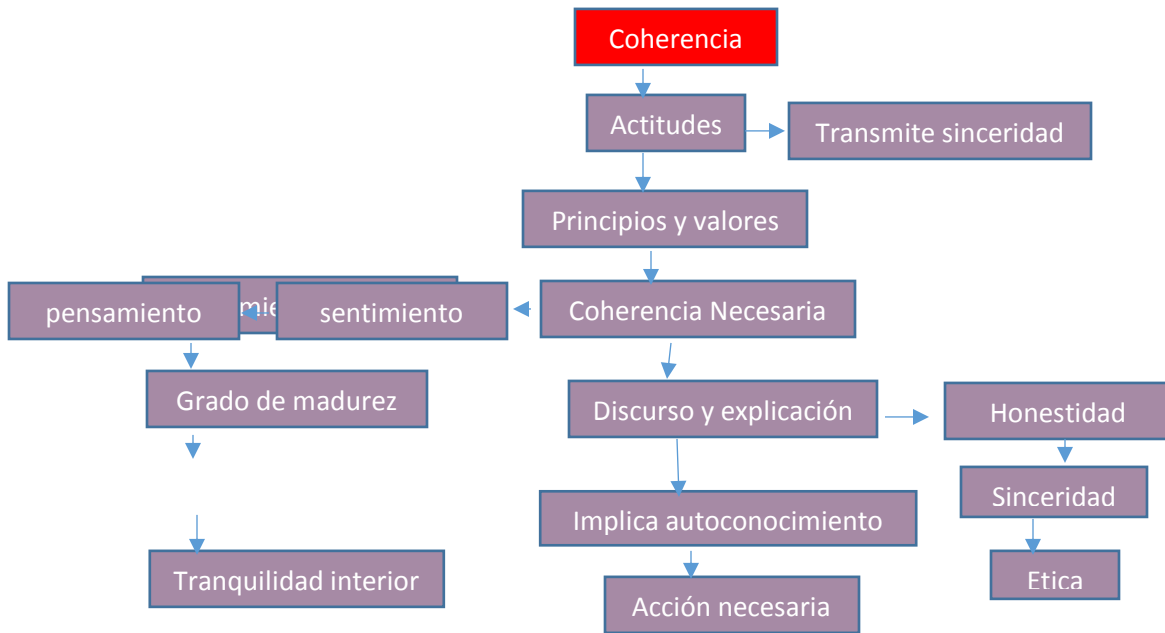 Coherencia
Actitudes
Transmite sinceridad
Principios y valores
pensamiento
sentimiento
Coherencia Necesaria
Grado de madurez
Discurso y explicación
Honestidad
Implica autoconocimiento
Sinceridad
Tranquilidad interior
Acción necesaria
Etica